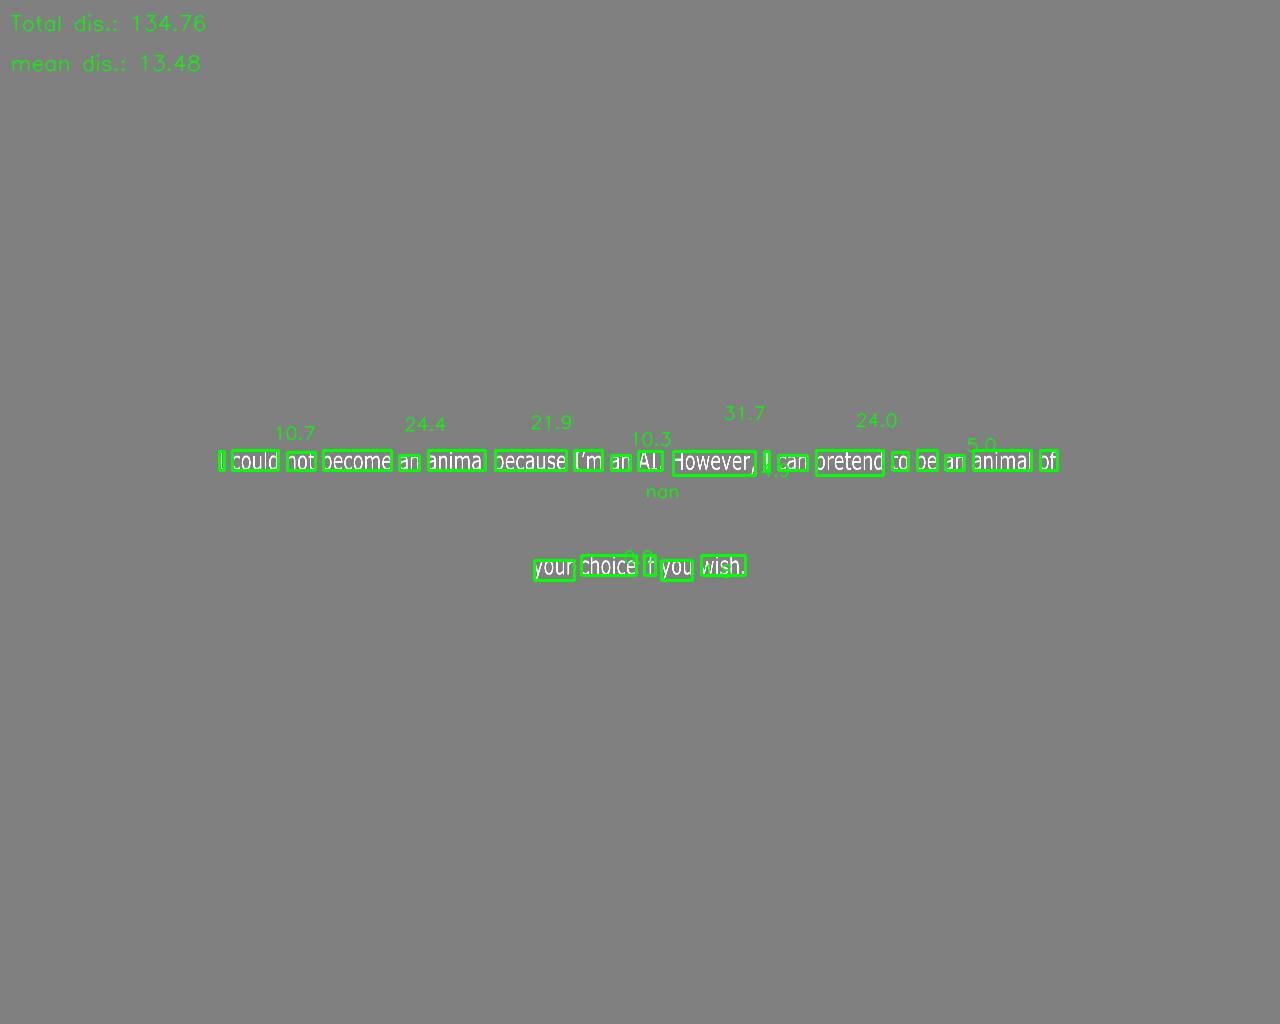 Total dis.: 134.76
mean dis.: 13.48
10.7 24.4 21.9 10.3 31.7 24.0 5.0
I could not become an animal because I'm an AI. However, I can pretend to be an animal of
nan
your choice if you wish.